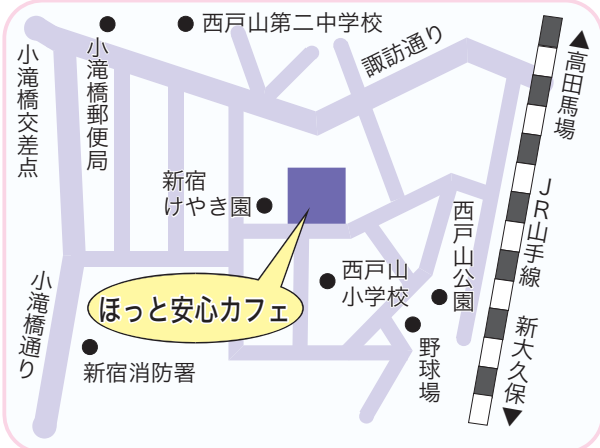 西戸山第二中学校
小滝橋交差点
小滝橋郵便局
諏訪通り
▲高田馬場
新宿
けやき園
JR山手線
西戸山公園
西戸山
小学校
ほっと安心カフェ
小滝橋通り
新宿消防署
野球場
新大久保▼